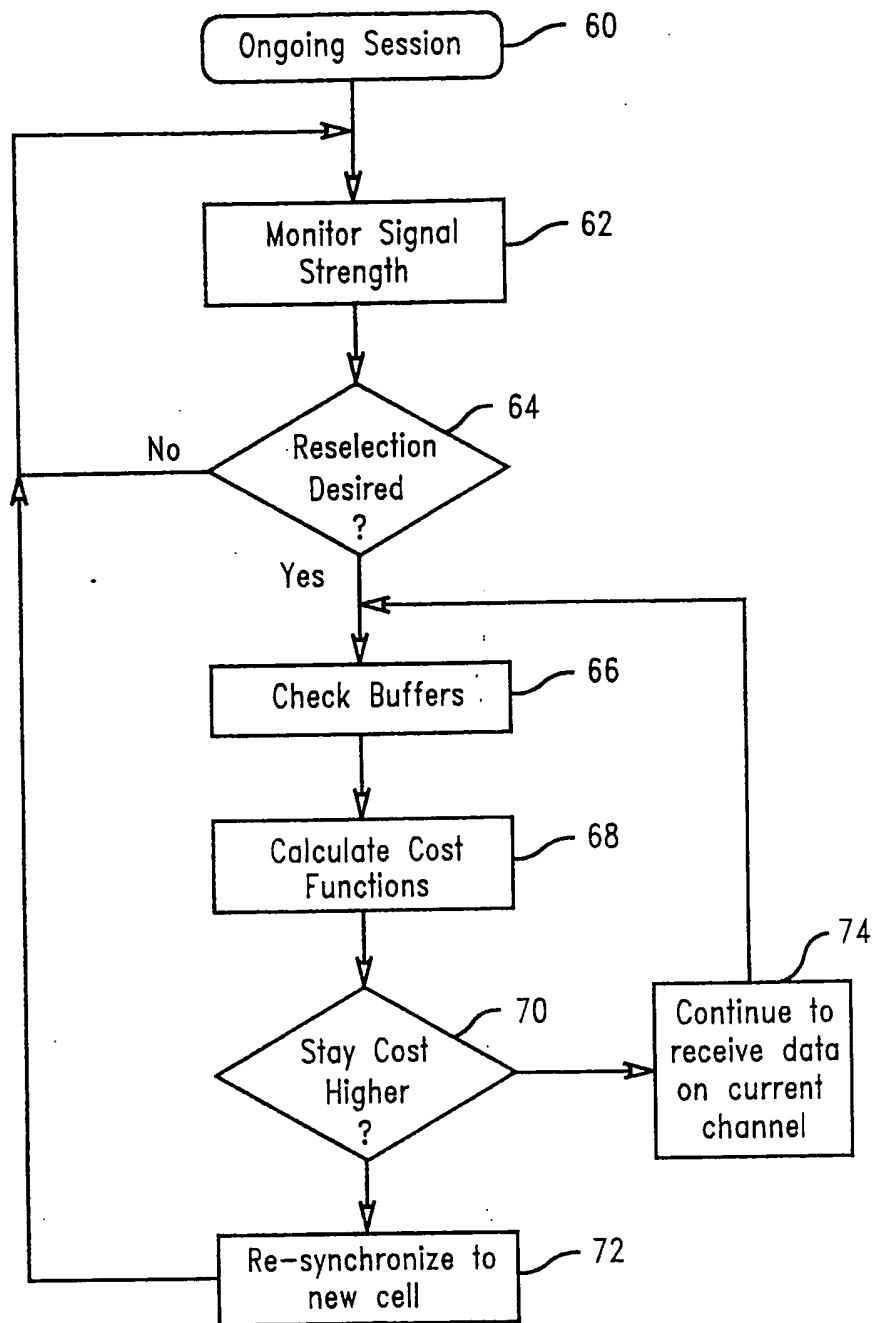 Ongoing Session
60
Monitor Signal
Strength
62
64
Reselection
Desired
?
No
Yes
Check Buffers
66
Calculate Cost
Functions
68
74
Continue to
receive data
on current
channel
70
Stay Cost
Higher
?
Re-synchronize to
new cell
72